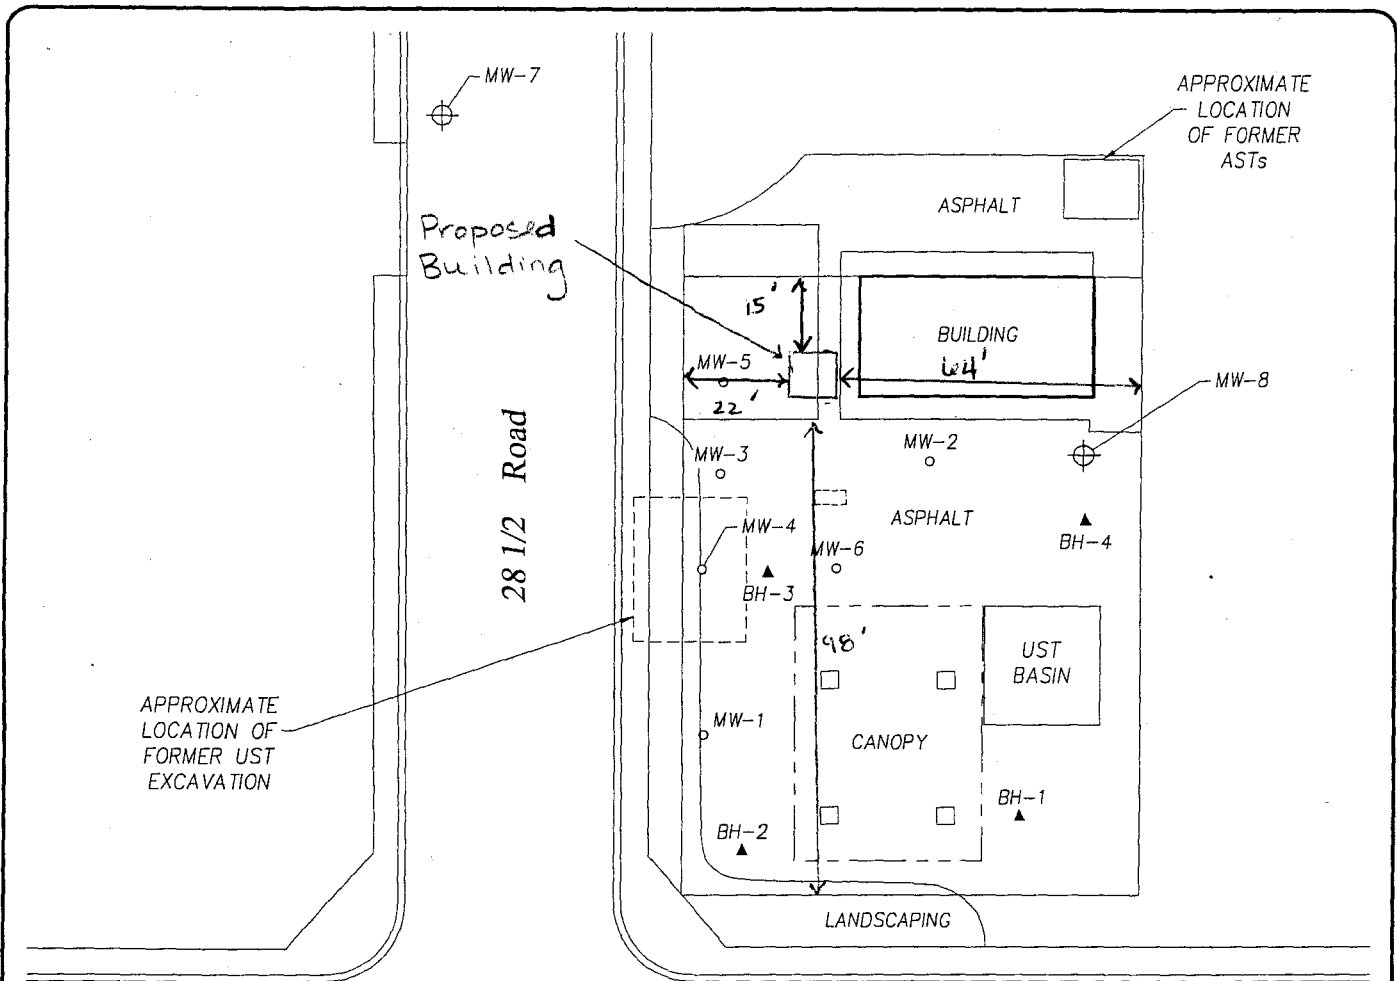 MW-7
APPROXIMATE
LOCATION
OF FORMER
ASTs
ASPHALT
Proposed
Building
15'
BUILDING
64'
MW-5
22'
MW-8
MW-2
MW-3
28 1/2 Road
ASPHALT
MW-4
MW-6
BH-4
BH-3
98'
UST
BASIN
APPROXIMATE
LOCATION OF
FORMER UST
EXCAVATION
MW-1
CANOPY
BH-1
BH-2
LANDSCAPING